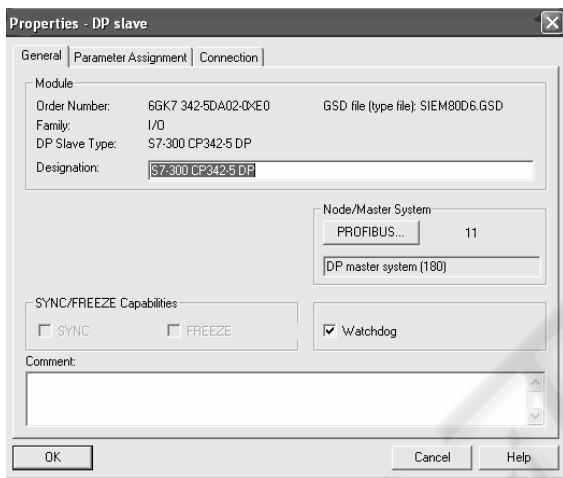 Properties - DP slave
General
Parameter Assignment
Connection
Module
Order Number: 6GK7 342-5DA02-0XE0 GSD file (type file): SIEM80D6.GSD
Family: I/O
DP Slave Type: S7-300 CP342-5 DP
Designation: S7-300 CP342-5 DP
Node/Master System
PROFIBUS... 11
DP master system (180)
SYNC/FREEZE Capabilities
SYNC FREEZE
Watchdog
Comment:
OK Cancel Help